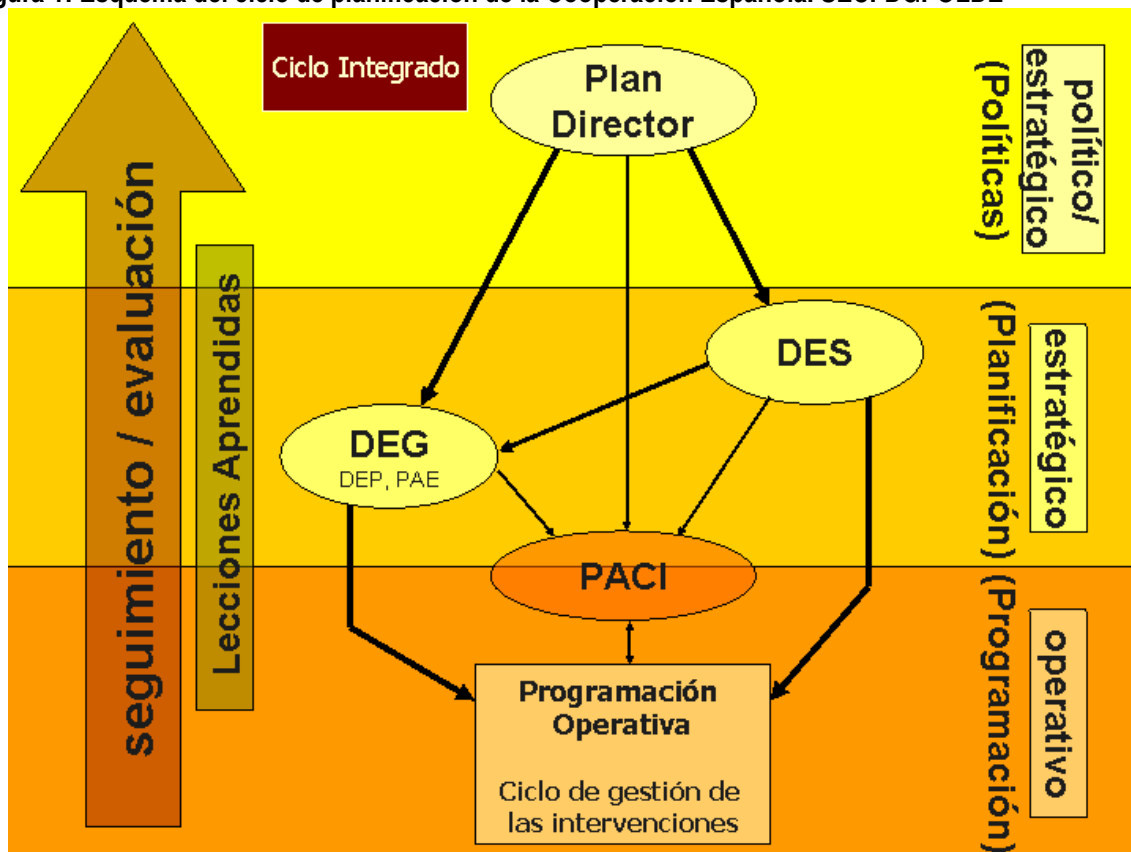 Ciclo Integrado
Plan
Director
político/
estratégico
(Políticas)
seguimiento / evaluación
Lecciones Aprendidas
DES
estratégico
(Planificación)
DEG
DEP, PAE
PACI
operativo
(Programación)
Programación
Operativa
Ciclo de gestión de
las intervenciones